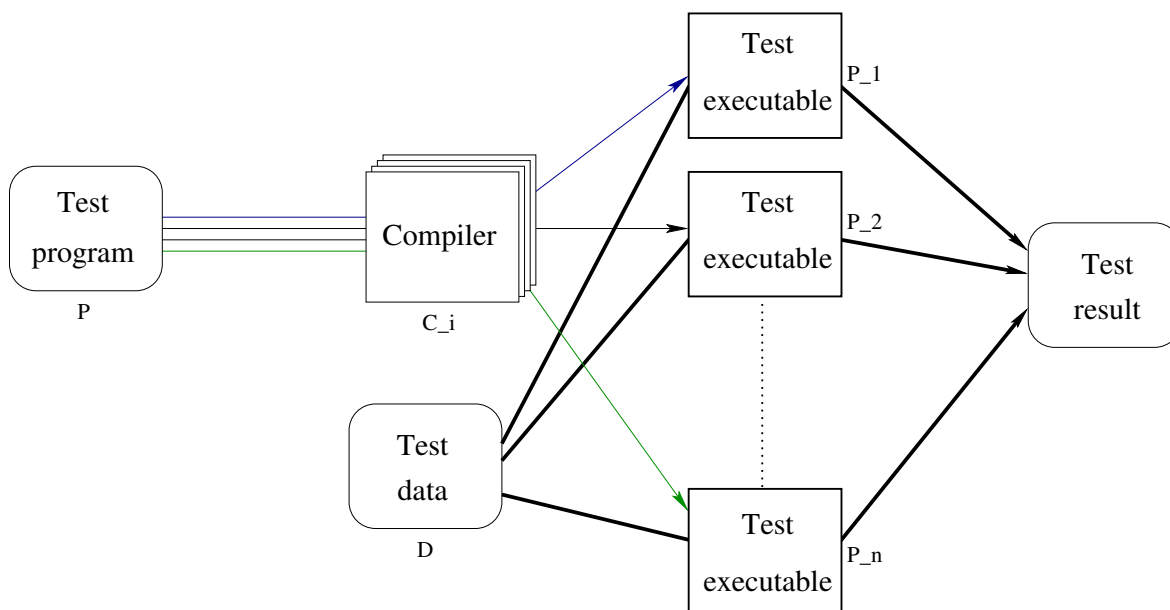 Test
executable
P_1
Test
program
P
Compiler
C_i
Test
executable
P_2
Test
result
Test
data
D
Test
executable
P_n